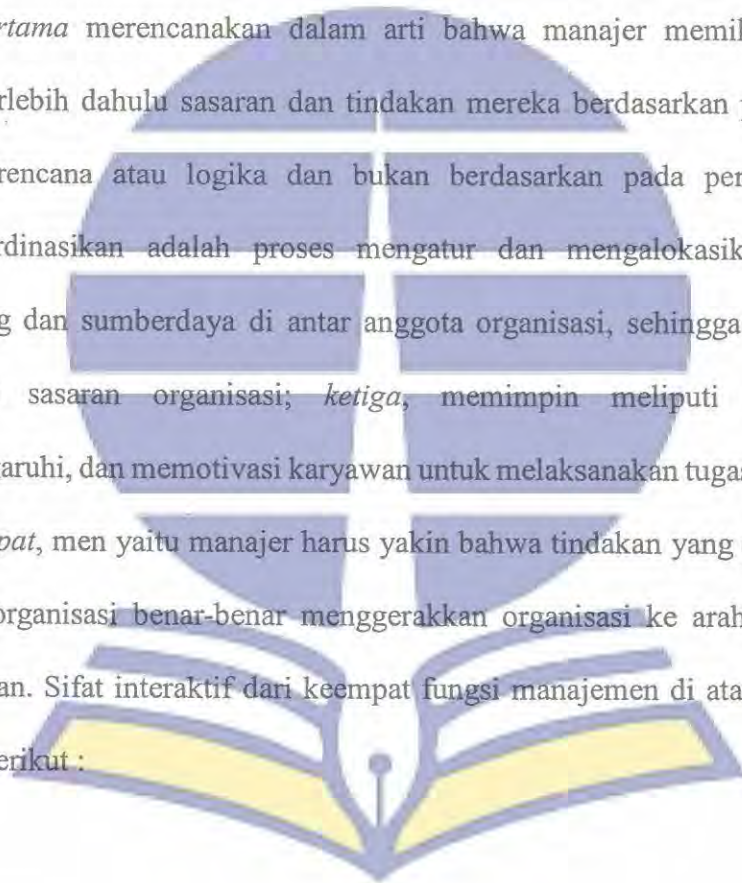 rtama merencanakan dalam arti bahwa manajer memil
rlebih dahulu sasaran dan tindakan mereka berdasarkan
rencana atau logika dan bukan berdasarkan pada per
rdinasikan adalah proses mengatur dan mengalokasik
g dan sumberdaya di antar anggota organisasi, sehingga
sasaran organisasi; ketiga, memimpin meliputi
garuhi, dan memotivasi karyawan untuk melaksanakan tugas
pat, men yaitu manajer harus yakin bahwa tindakan yang
organisasi benar-benar menggerakkan organisasi ke arah
an. Sifat interaktif dari keempat fungsi manajemen di ata
erikut :